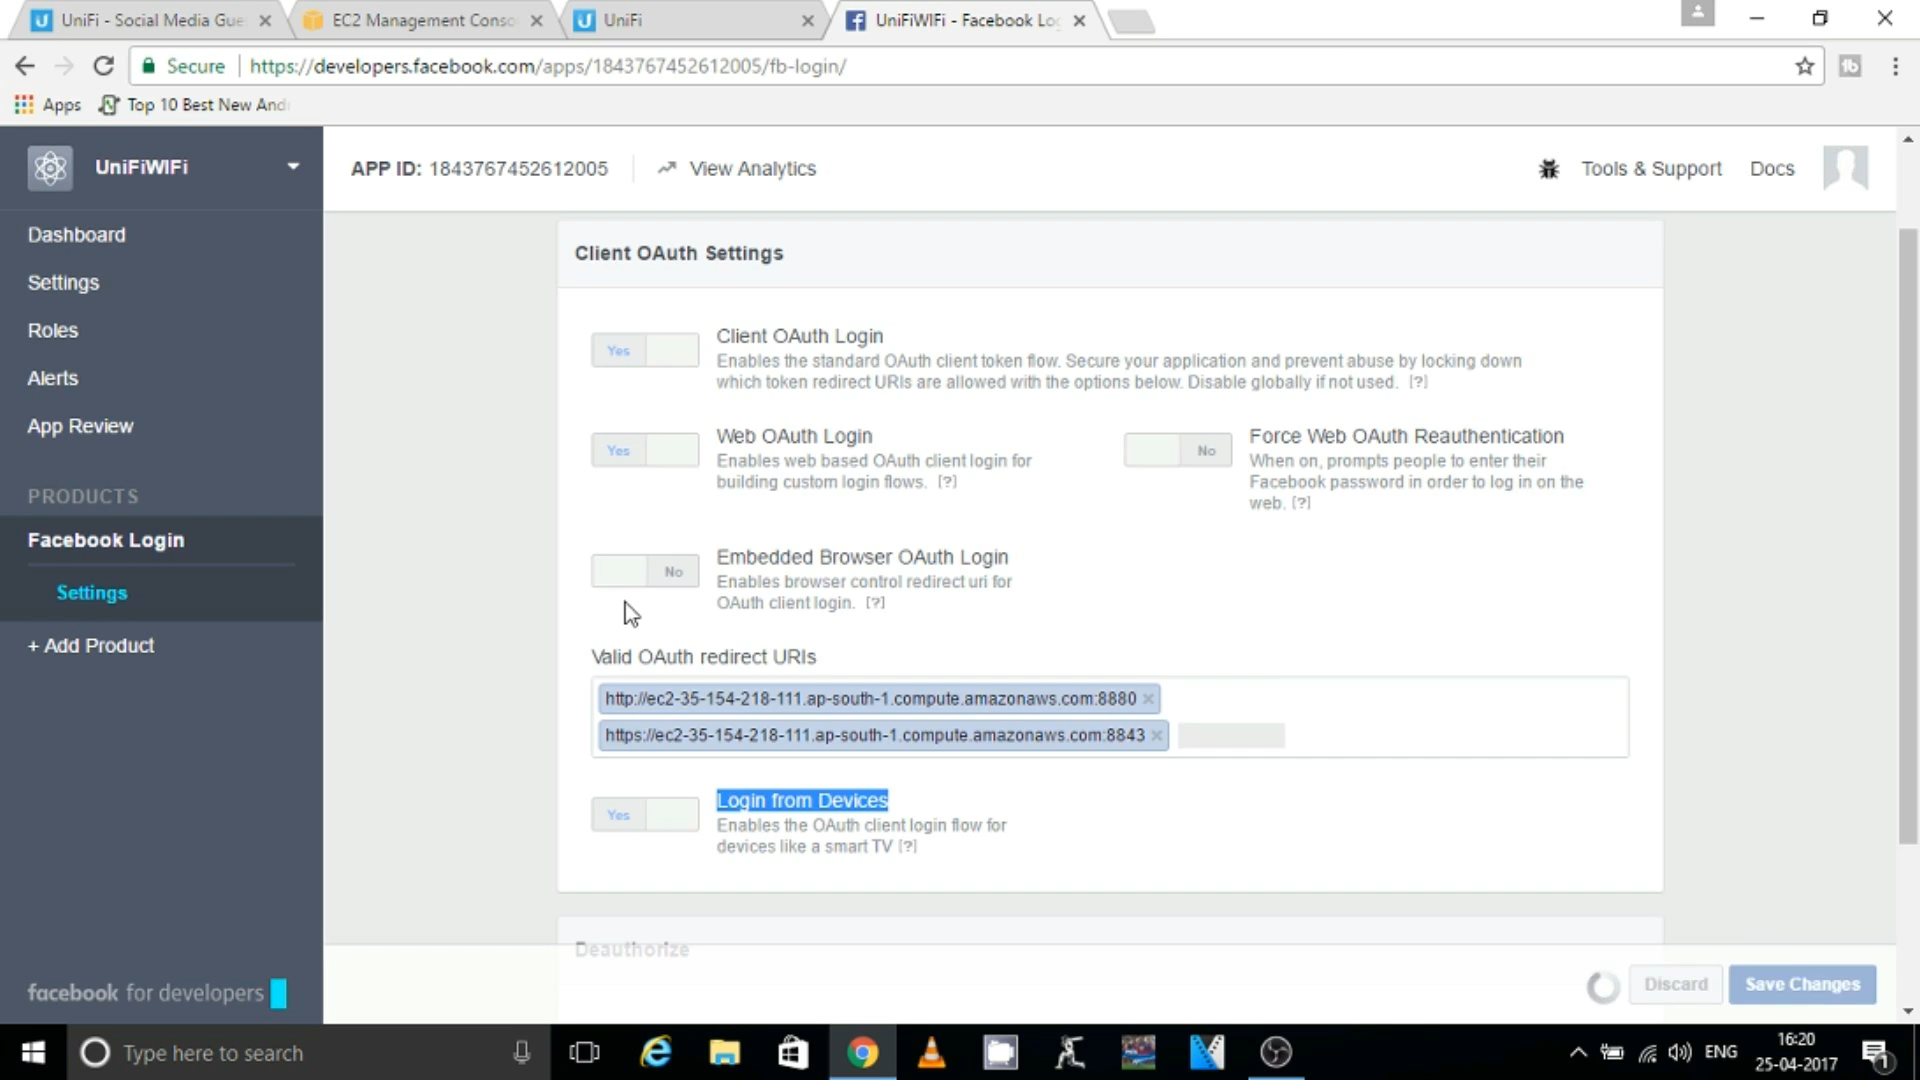 UniFi - Social Media Gue
EC2 Management Conso
UniFi
UniFiWIFi - Facebook Log
Secure
https://developers.facebook.com/apps/1843767452612005/fb-login/
Apps
Top 10 Best New And
UniFiWIFi
APP ID: 1843767452612005
View Analytics
Tools & Support
Docs
Dashboard
Settings
Roles
Alerts
App Review
PRODUCTS
Facebook Login
Settings
+ Add Product
facebook for developers
Client OAuth Settings
Yes
Client OAuth Login
Enables the standard OAuth client token flow. Secure your application and prevent abuse by locking down
which token redirect URIs are allowed with the options below. Disable globally if not used. [?]
Yes
Web OAuth Login
Enables web based OAuth client login for
building custom login flows. [?]
No
Force Web OAuth Reauthentication
When on, prompts people to enter their
Facebook password in order to log in on the
web. [?]
No
Embedded Browser OAuth Login
Enables browser control redirect uri for
OAuth client login. [?]
Valid OAuth redirect URIs
http://ec2-35-154-218-111.ap-south-1.compute.amazonaws.com:8880
https://ec2-35-154-218-111.ap-south-1.compute.amazonaws.com:8843
Yes
Login from Devices
Enables the OAuth client login flow for
devices like a smart TV [?]
Deauthorize
Discard
Save Changes
Type here to search
ENG
16:20
25-04-2017
1